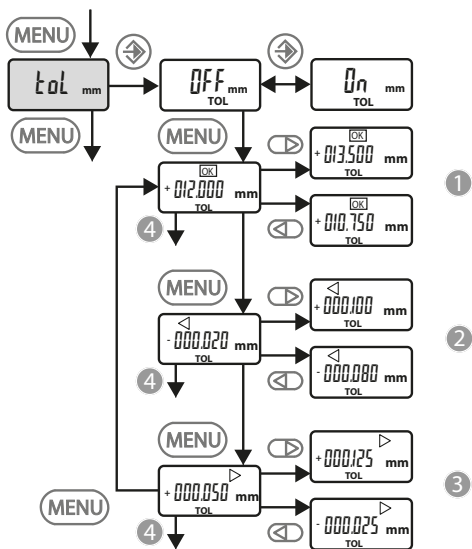 MENU
toL mm
OFF mm
TOL
On mm
TOL
MENU
MENU
OK
+ 012.000 mm
TOL
OK
+ 013.500 mm
TOL
1
OK
+ 010.750 mm
TOL
4
MENU
- 000.020 mm
TOL
+ 000.100 mm
TOL
2
- 000.080 mm
TOL
4
MENU
+ 000.050 mm
TOL
+ 000.125 mm
TOL
3
- 000.025 mm
TOL
MENU
4